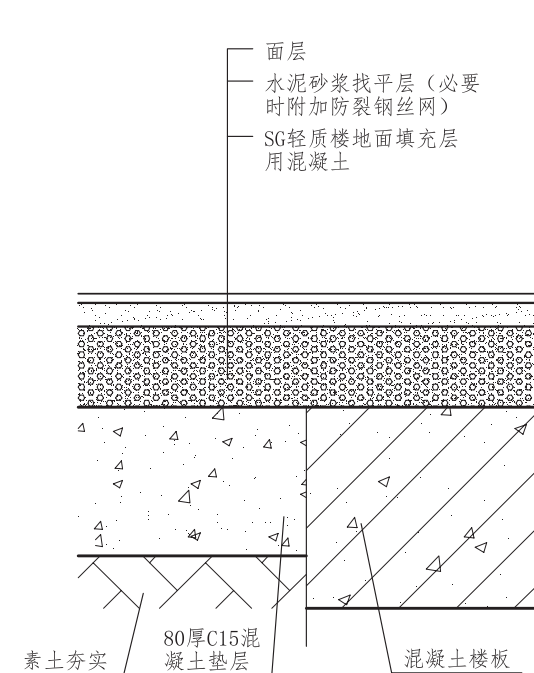 面层
水泥砂浆找平层（必要
时附加防裂钢丝网）
SG轻质楼地面填充层
用混凝土
素土夯实
80厚C15混
凝土垫层
混凝土楼板